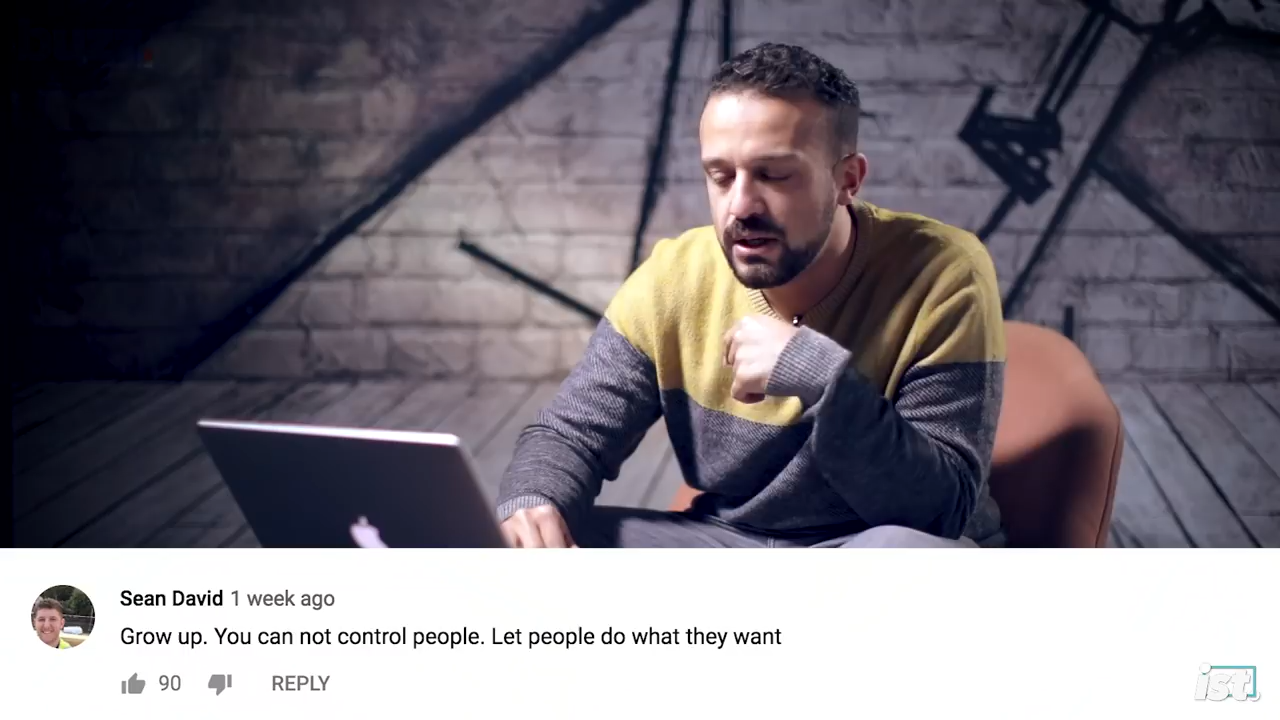 Sean David 1 week ago
Grow up. You can not control people. Let people do what they want
90
REPLY
ist.